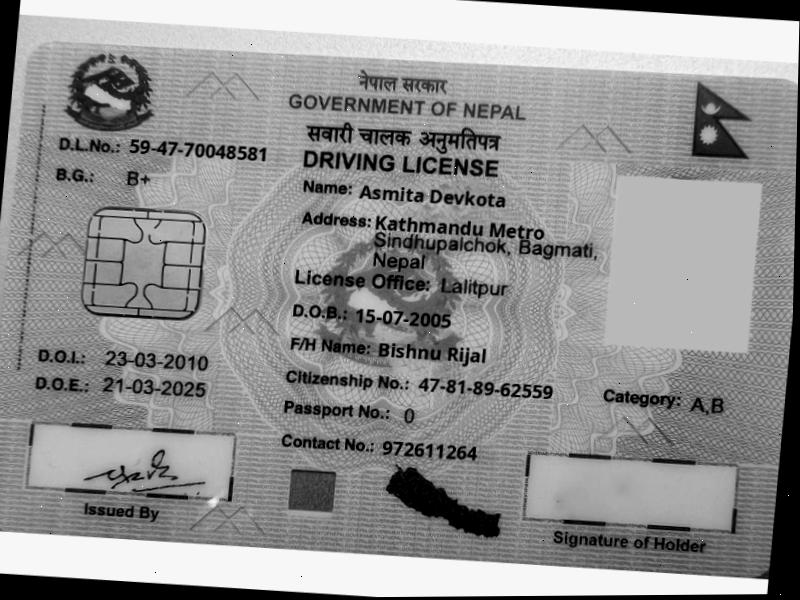 नेपाल सरकार
GOVERNMENT OF NEPAL
सवारी चालक अनुमतिपत्र
DRIVING LICENSE
D.L.No.: 59-47-70048581
B.G.: B+
Name: Asmita Devkota
Address: Kathmandu Metro
Sindhupalchok, Bagmati,
Nepal
License Office: Lalitpur
D.O.B.: 15-07-2005
F/H Name: Bishnu Rijal
D.O.I.: 23-03-2010
D.O.E.: 21-03-2025
Citizenship No.: 47-81-89-62559
Category: A,B
Passport No.: 0
Contact No.: 972611264
Issued By
Signature of Holder